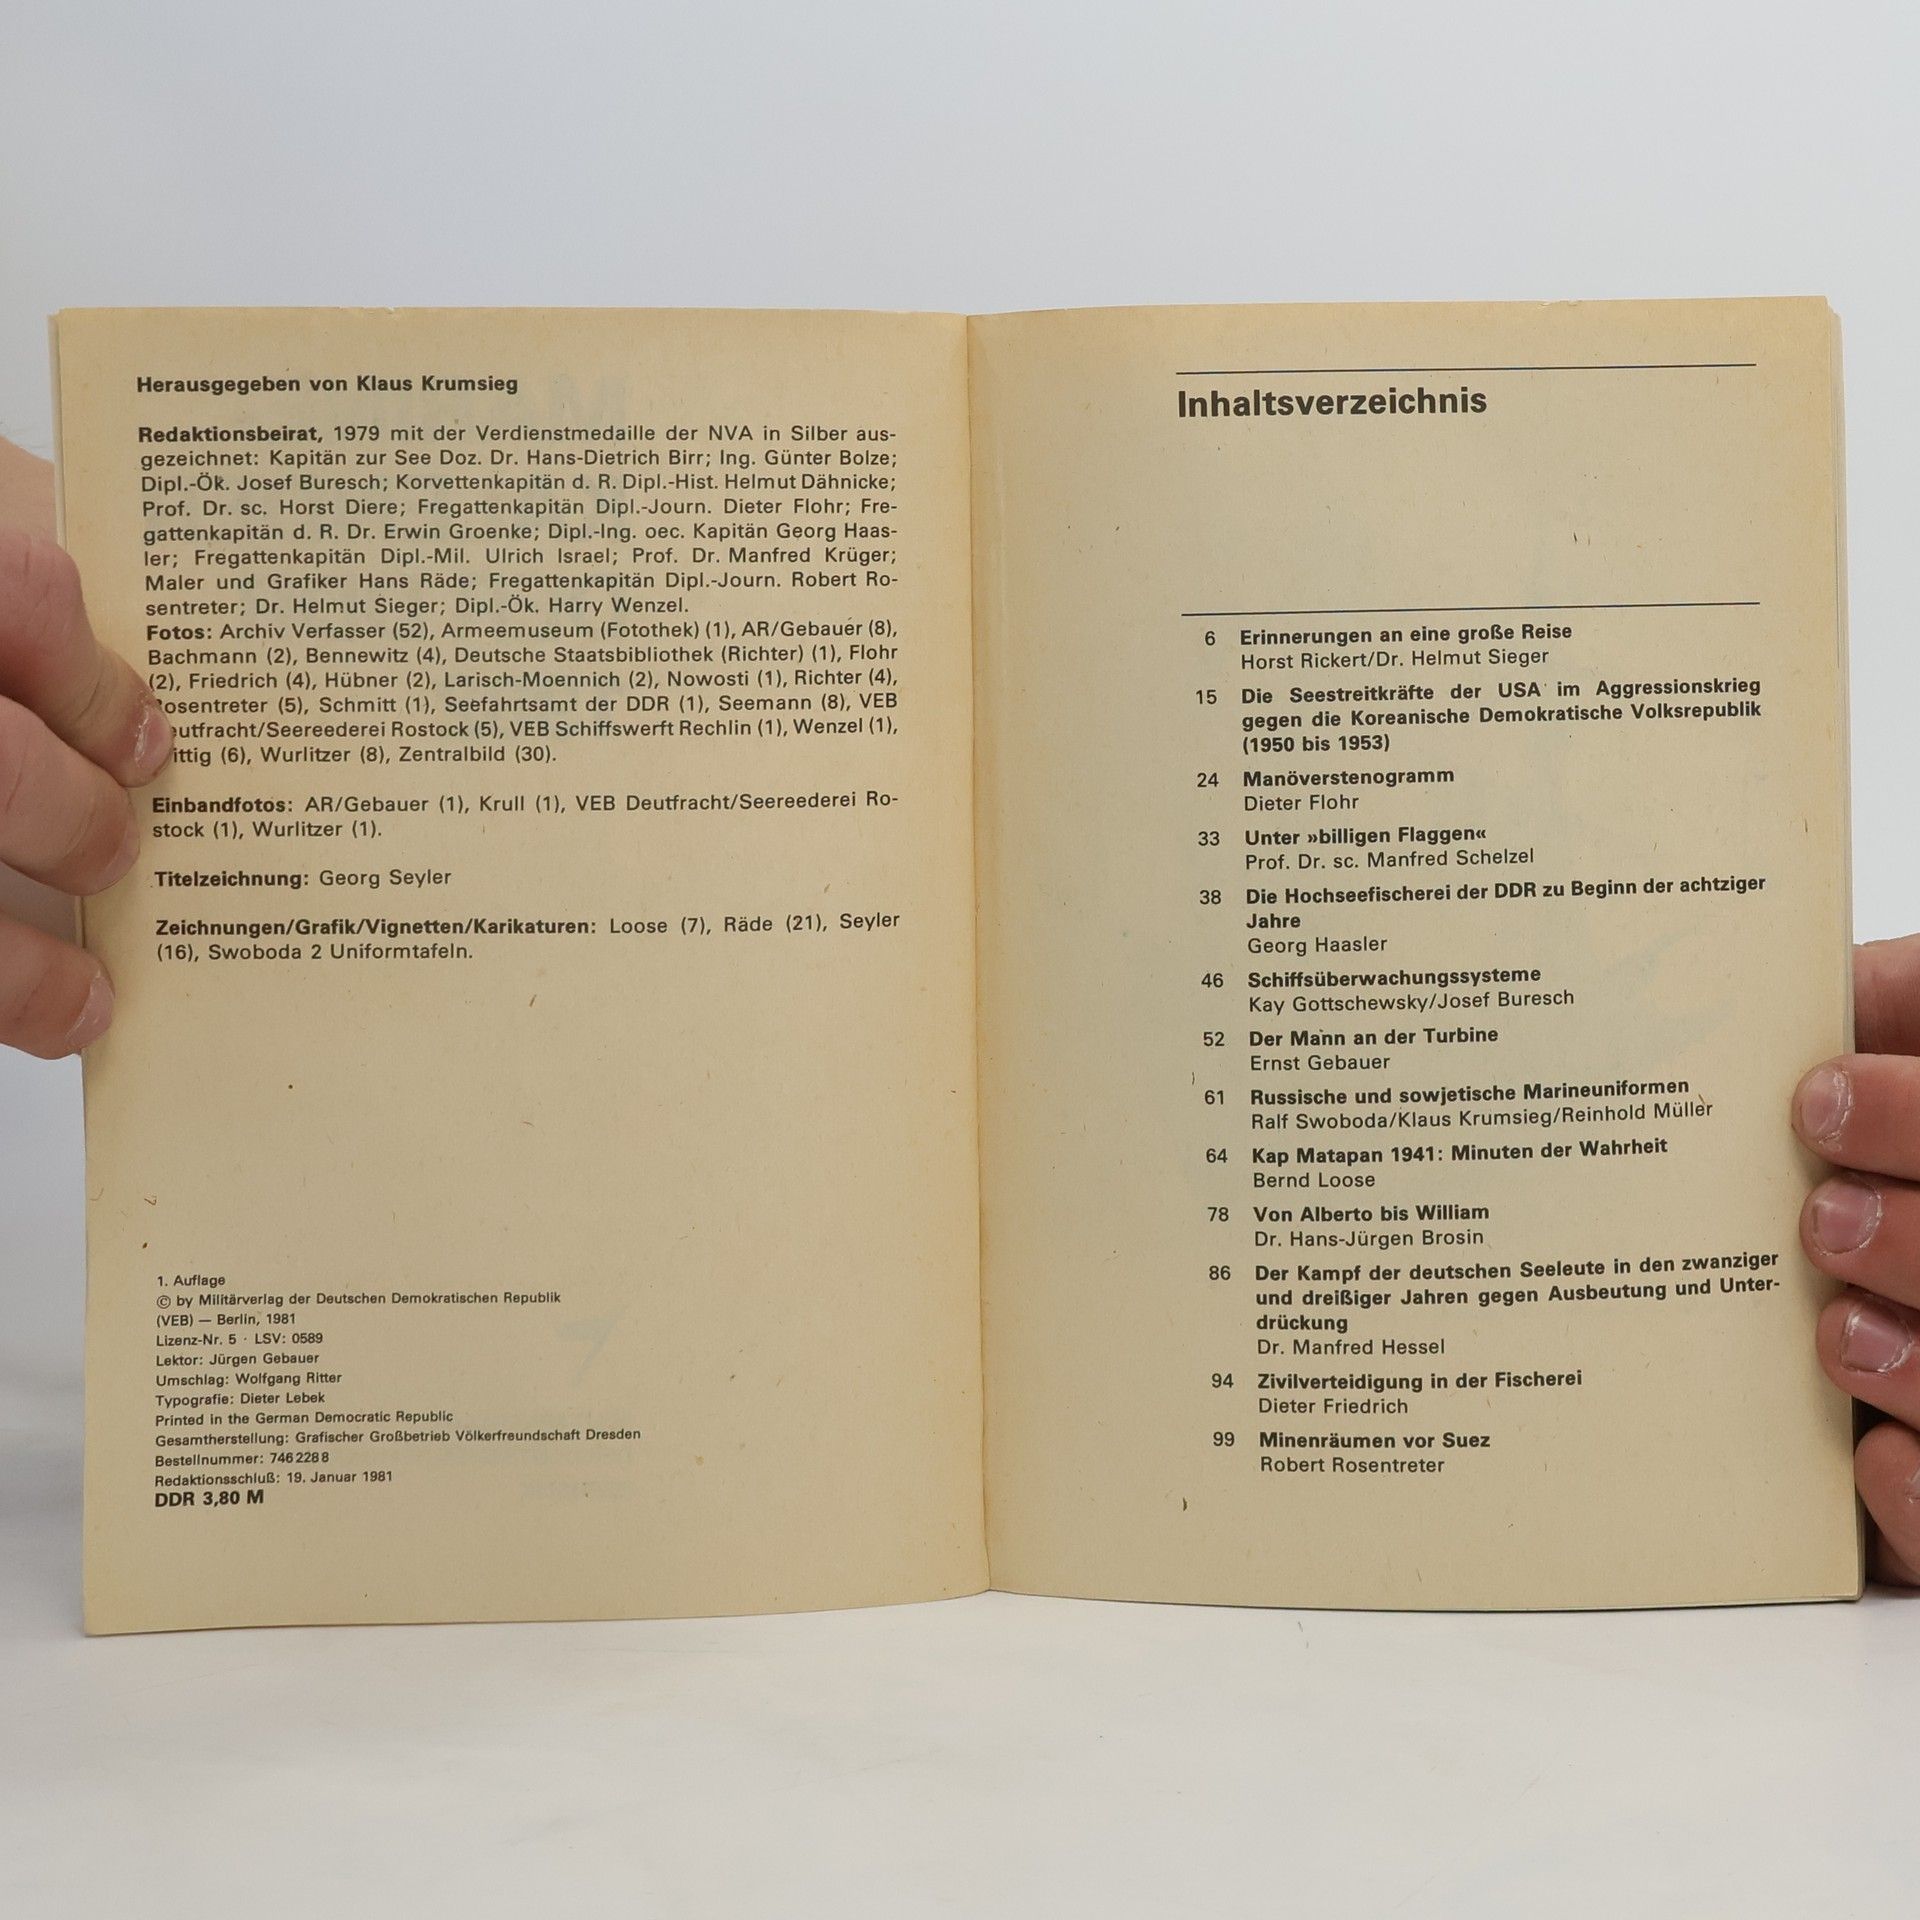 Herausgegeben von Klaus Krumsieg
Redaktionsbeirat, 1979 mit der Verdienstmedaille der NVA in Silber aus-
gezeichnet: Kapitän zur See Doz. Dr. Hans-Dietrich Birr; Ing. Günter Bolze;
Dipl.-Ök. Josef Buresch; Korvettenkapitän d. R. Dipl.-Hist. Helmut Dähnicke;
Prof. Dr. sc. Horst Diere; Fregattenkapitän Dipl.-Journ. Dieter Flohr; Fre-
gattenkapitän d. R. Dr. Erwin Groenke; Dipl.-Ing. oec. Kapitän Georg Haas-
ler; Fregattenkapitän Dipl.-Mil. Ulrich Israel; Prof. Dr. Manfred Krüger;
Maler und Grafiker Hans Räde; Fregattenkapitän Dipl.-Journ. Robert Ro-
sentreter; Dr. Helmut Sieger; Dipl.-Ök. Harry Wenzel.
Fotos: Archiv Verfasser (52), Armeemuseum (Fotothek) (1), AR/Gebauer (8),
Bachmann (2), Bennewitz (4), Deutsche Staatsbibliothek (Richter) (1), Flohr
(2), Friedrich (4), Hübner (2), Larisch-Moennich (2), Nowosti (1), Richter (4),
osentreter (5), Schmitt (1), Seefahrtsamt der DDR (1), Seemann (8), VEB
eutfracht/Seereederei Rostock (5), VEB Schiffswerft Rechlin (1), Wenzel (1),
ittig (6), Wurlitzer (8), Zentralbild (30).
Einbandfotos: AR/Gebauer (1), Krull (1), VEB Deutfracht/Seereederei Ro-
stock (1), Wurlitzer (1).
Titelzeichnung: Georg Seyler
Zeichnungen/Grafik/Vignetten/Karikaturen: Loose (7), Räde (21), Seyler
(16), Swoboda 2 Uniformtafeln.
1. Auflage
© by Militärverlag der Deutschen Demokratischen Republik
(VEB) — Berlin, 1981
Lizenz-Nr. 5 · LSV: 0589
Lektor: Jürgen Gebauer
Umschlag: Wolfgang Ritter
Typografie: Dieter Lebek
Printed in the German Democratic Republic
Gesamtherstellung: Grafischer Großbetrieb Völkerfreundschaft Dresden
Bestellnummer: 746 228 8
Redaktionsschluß: 19. Januar 1981
DDR 3,80 M
Inhaltsverzeichnis
6 Erinnerungen an eine große Reise
Horst Rickert/Dr. Helmut Sieger
15 Die Seestreitkräfte der USA im Aggressionskrieg
gegen die Koreanische Demokratische Volksrepublik
(1950 bis 1953)
24 Manöverstenogramm
Dieter Flohr
33 Unter »billigen Flaggen«
Prof. Dr. sc. Manfred Schelzel
38 Die Hochseefischerei der DDR zu Beginn der achtziger
Jahre
Georg Haasler
46 Schiffsüberwachungssysteme
Kay Gottschewsky/Josef Buresch
52 Der Mann an der Turbine
Ernst Gebauer
61 Russische und sowjetische Marineuniformen
Ralf Swoboda/Klaus Krumsieg/Reinhold Müller
64 Kap Matapan 1941: Minuten der Wahrheit
Bernd Loose
78 Von Alberto bis William
Dr. Hans-Jürgen Brosin
86 Der Kampf der deutschen Seeleute in den zwanziger
und dreißiger Jahren gegen Ausbeutung und Unter-
drückung
Dr. Manfred Hessel
94 Zivilverteidigung in der Fischerei
Dieter Friedrich
99 Minenräumen vor Suez
Robert Rosentreter